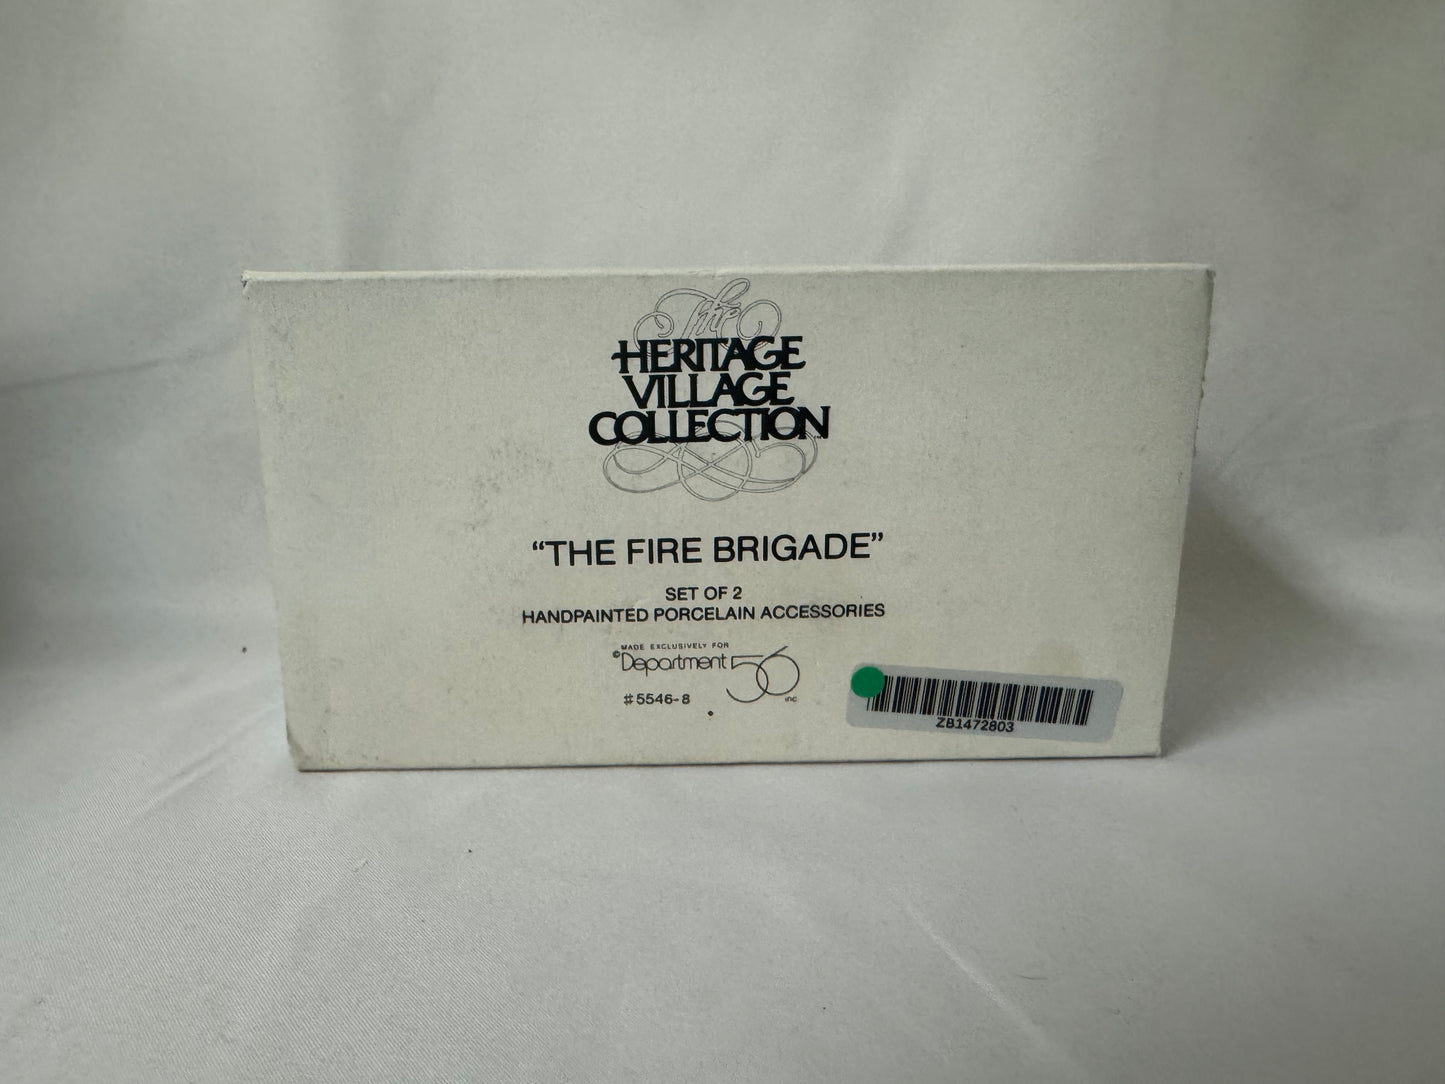 The
HERITAGE
VILLAGE
COLLECTION
“THE FIRE BRIGADE”
SET OF 2
HANDPAINTED PORCELAIN ACCESSORIES
MADE EXCLUSIVELY FOR
©Department 56 INC.
#5546-8
ZB1472803